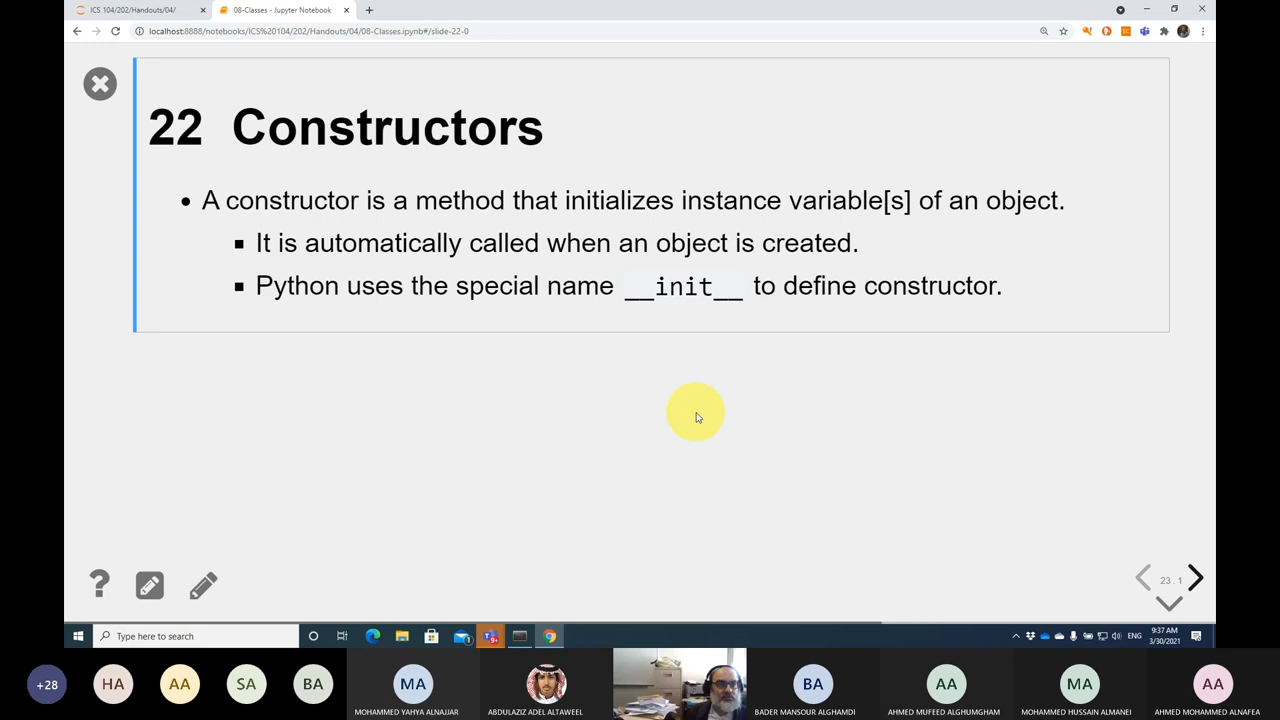 ICS 104/202/Handouts/04/
08-Classes - Jupyter Notebook
localhost:8888/notebooks/ICS%20104/202/Handouts/04/08-Classes.ipynb#/slide-22-0
22 Constructors
A constructor is a method that initializes instance variable[s] of an object.
It is automatically called when an object is created.
Python uses the special name __init__ to define constructor.
23.1
Type here to search
9+
1
ENG
9:37 AM
3/30/2021
+28
HA
AA
SA
BA
MA
MOHAMMED YAHYA ALNAJJAR
ABDULAZIZ ADEL ALTAWEEL
BA
BADER MANSOUR ALGHAMDI
AA
AHMED MUFEED ALGHUMGHAM
MA
MOHAMMED HUSSAIN ALMANEI
AA
AHMED MOHAMMED ALNAFEA